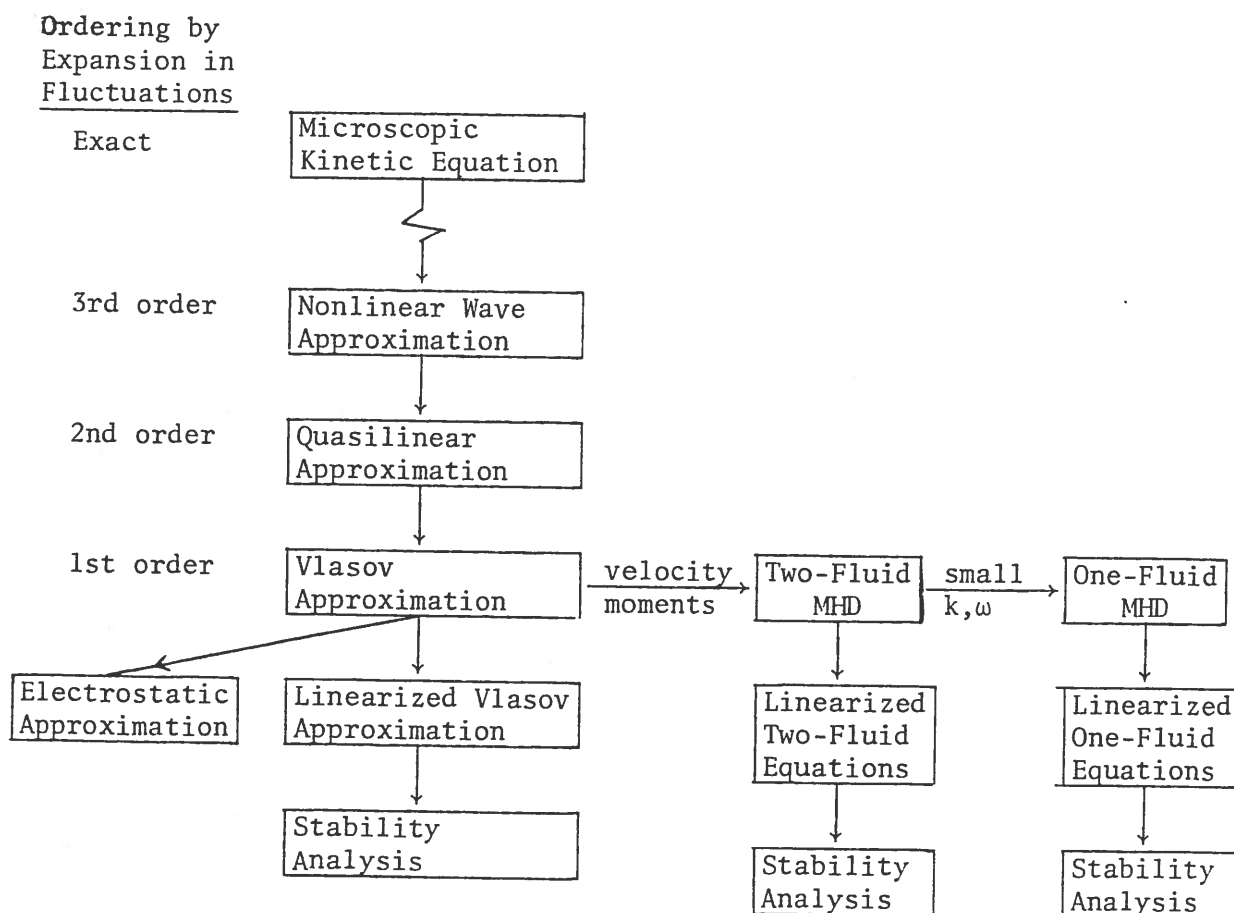 Ordering by
Expansion in
Fluctuations
Exact
Microscopic
Kinetic Equation
3rd order
Nonlinear Wave
Approximation
2nd order
Quasilinear
Approximation
1st order
Vlasov
Approximation
velocity
moments
Two-Fluid
MHD
small
k,ω
One-Fluid
MHD
Electrostatic
Approximation
Linearized Vlasov
Approximation
Linearized
Two-Fluid
Equations
Linearized
One-Fluid
Equations
Stability
Analysis
Stability
Analysis
Stability
Analysis